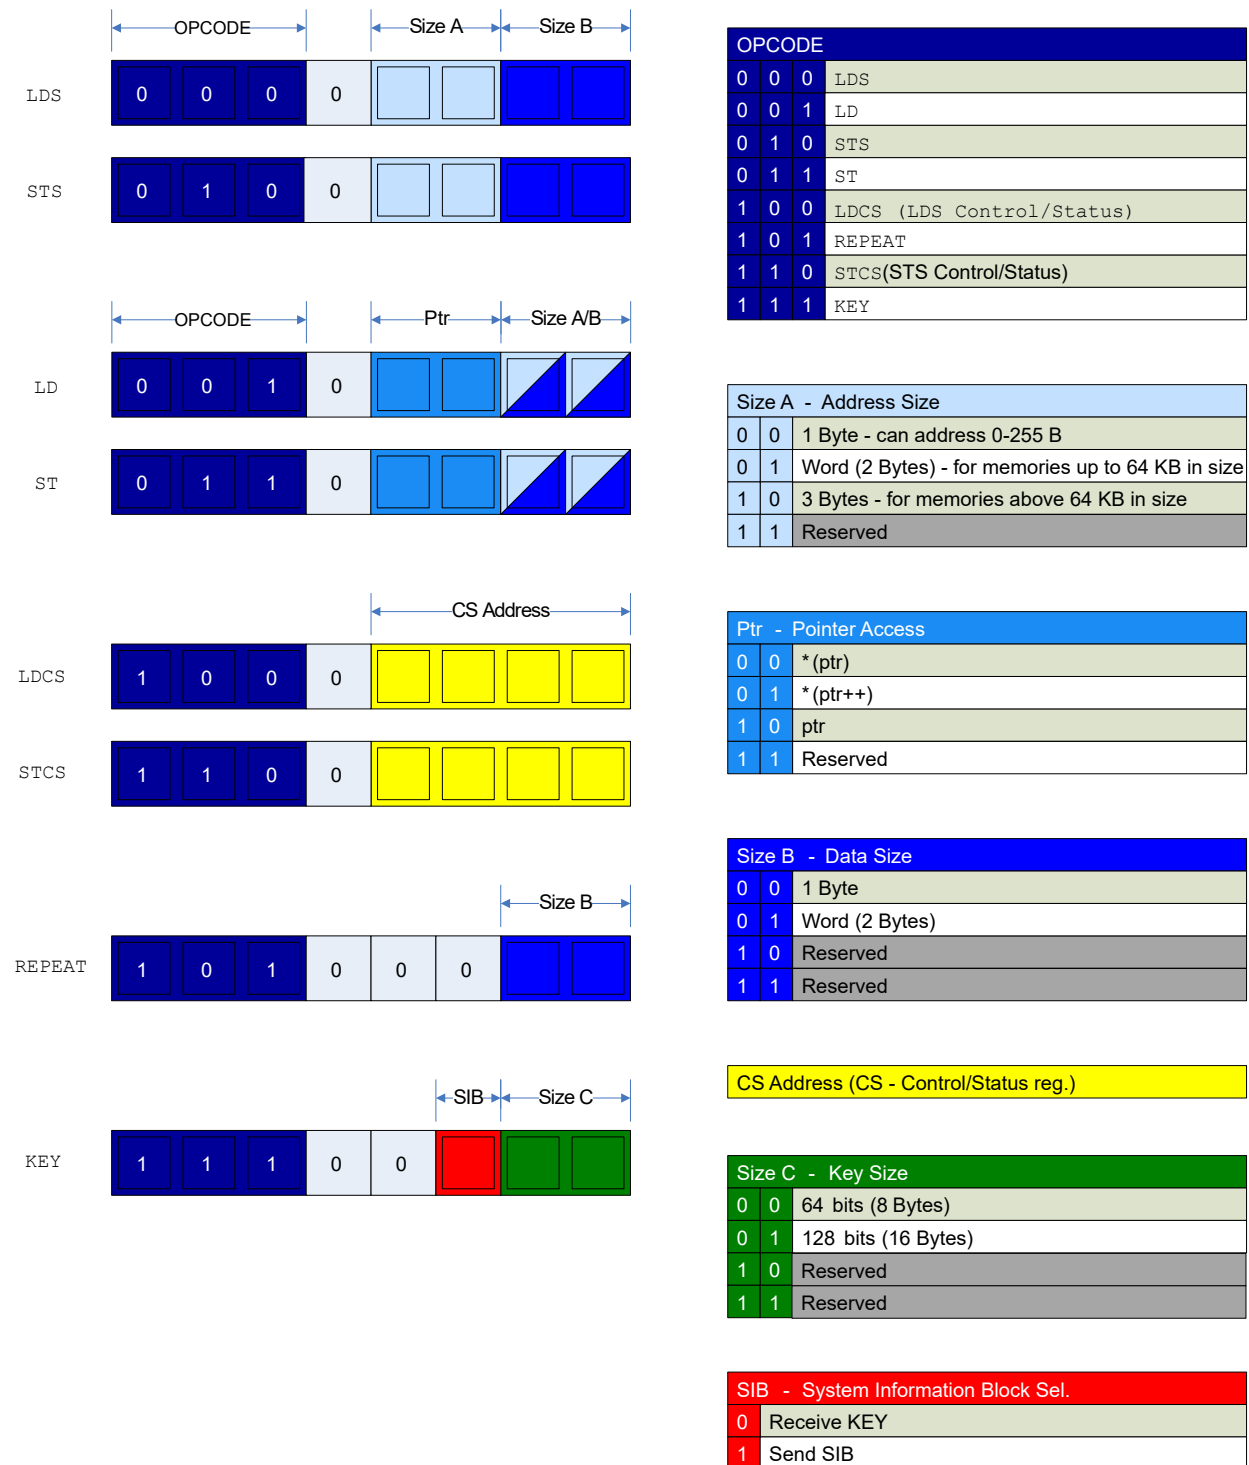 OPCODE Size A Size B
LDS 0 0 0 0
STS 0 1 0 0
OPCODE Ptr Size A/B
LD 0 0 1 0
ST 0 1 1 0
CS Address
LDCS 1 0 0 0
STCS 1 1 0 0
Size B
REPEAT 1 0 1 0 0 0
SIB Size C
KEY 1 1 1 0 0
OPCODE
0 0 0 LDS
0 0 1 LD
0 1 0 STS
0 1 1 ST
1 0 0 LDCS (LDS Control/Status)
1 0 1 REPEAT
1 1 0 STCS(STS Control/Status)
1 1 1 KEY
Size A - Address Size
0 0 1 Byte - can address 0-255 B
0 1 Word (2 Bytes) - for memories up to 64 KB in size
1 0 3 Bytes - for memories above 64 KB in size
1 1 Reserved
Ptr - Pointer Access
0 0 *(ptr)
0 1 *(ptr++)
1 0 ptr
1 1 Reserved
Size B - Data Size
0 0 1 Byte
0 1 Word (2 Bytes)
1 0 Reserved
1 1 Reserved
CS Address (CS - Control/Status reg.)
Size C - Key Size
0 0 64 bits (8 Bytes)
0 1 128 bits (16 Bytes)
1 0 Reserved
1 1 Reserved
SIB - System Information Block Sel.
0 Receive KEY
1 Send SIB